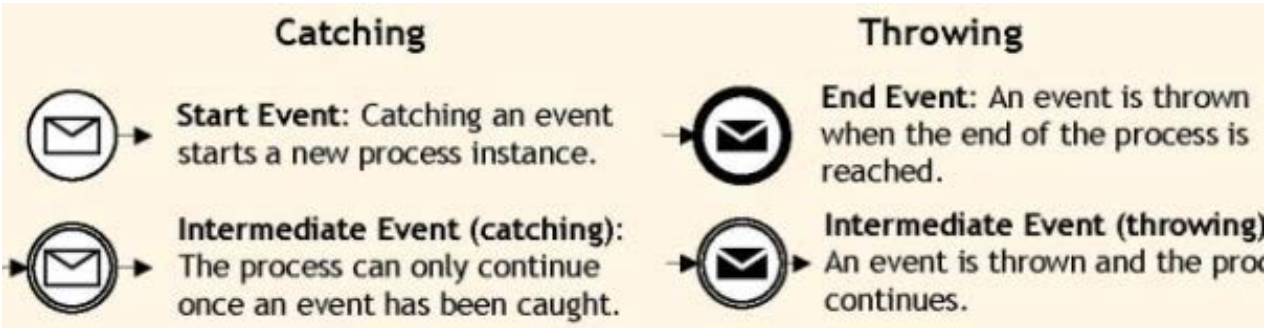 Catching
Start Event: Catching an event
starts a new process instance.
Intermediate Event (catching):
The process can only continue
once an event has been caught.
Throwing
End Event: An event is thrown
when the end of the process is
reached.
Intermediate Event (throwing)
An event is thrown and the
continues.